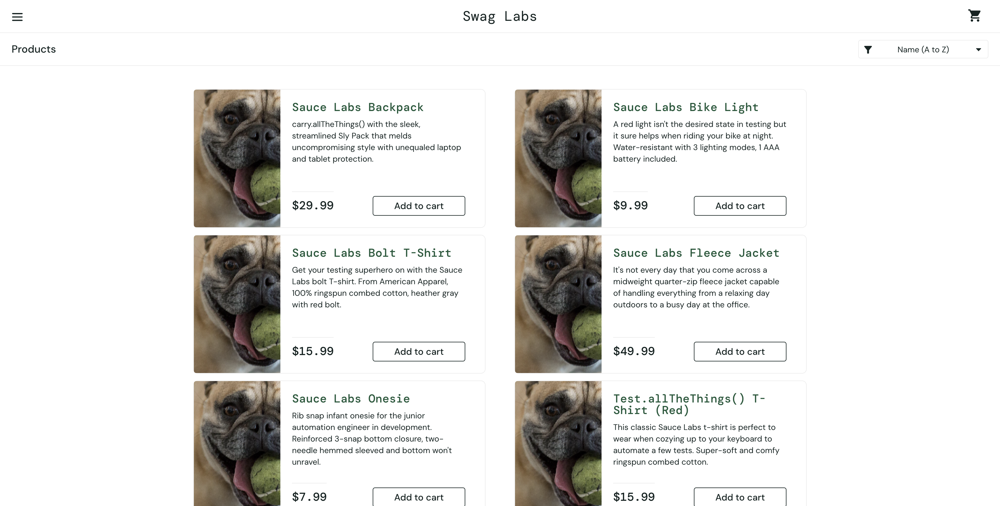 Swag Labs
Products
Name (A to Z)
Sauce Labs Backpack
carry.allTheThings() with the sleek,
streamlined Sly Pack that melds
uncompromising style with unequaled laptop
and tablet protection.
$29.99
Add to cart
Sauce Labs Bike Light
A red light isn't the desired state in testing but
it sure helps when riding your bike at night.
Water-resistant with 3 lighting modes, 1 AAA
battery included.
$9.99
Add to cart
Sauce Labs Bolt T-Shirt
Get your testing superhero on with the Sauce
Labs bolt T-shirt. From American Apparel,
100% ringspun combed cotton, heather gray
with red bolt.
$15.99
Add to cart
Sauce Labs Fleece Jacket
It's not every day that you come across a
midweight quarter-zip fleece jacket capable
of handling everything from a relaxing day
outdoors to a busy day at the office.
$49.99
Add to cart
Sauce Labs Onesie
Rib snap infant onesie for the junior
automation engineer in development.
Reinforced 3-snap bottom closure, two-
needle hemmed sleeved and bottom won't
unravel.
$7.99
Add to cart
Test.allTheThings() T-
Shirt (Red)
This classic Sauce Labs t-shirt is perfect to
wear when cozying up to your keyboard to
automate a few tests. Super-soft and comfy
ringspun combed cotton.
$15.99
Add to cart